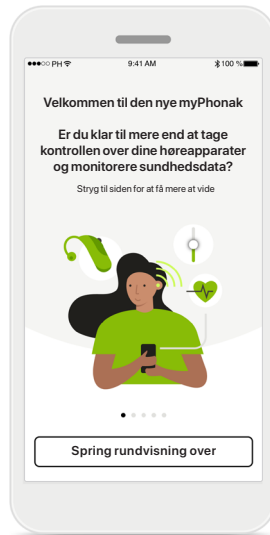 PH 9:41 AM 100 %
Velkommen til den nye myPhonak
Er du klar til mere end at tage
kontrollen over dine høreapparater
og monitorere sundhedsdata?
Stryg til siden for at få mere at vide
Spring rundvisning over